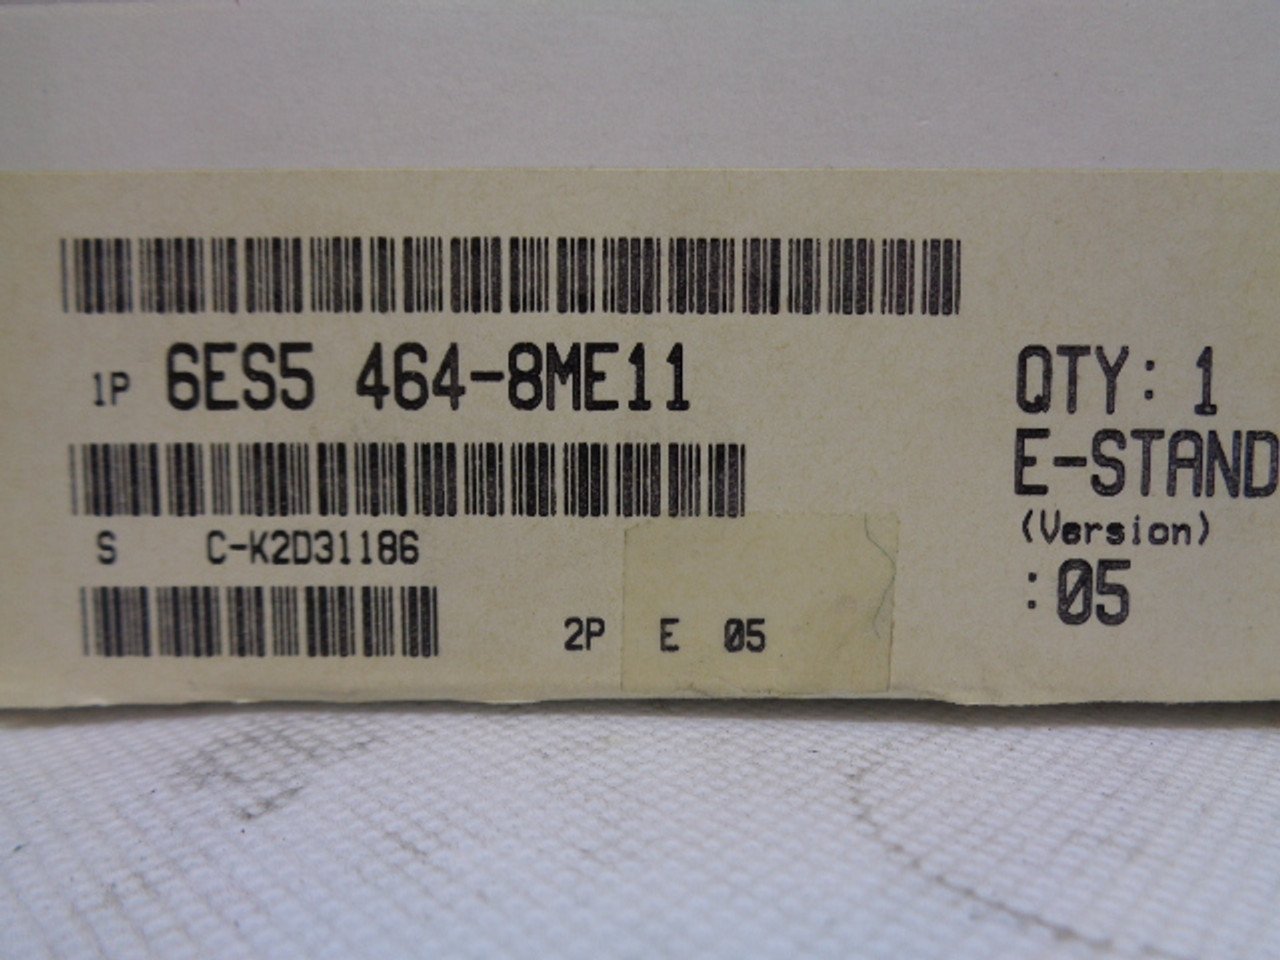 1P 6ES5 464-8ME11
QTY: 1
E-STAND
(Version)
S C-K2D31186
:05
2P E 05